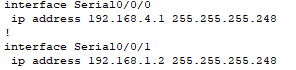 interface Serial0/0/0
 ip address 192.168.4.1 255.255.255.248
!
interface Serial0/0/1
 ip address 192.168.1.2 255.255.255.248